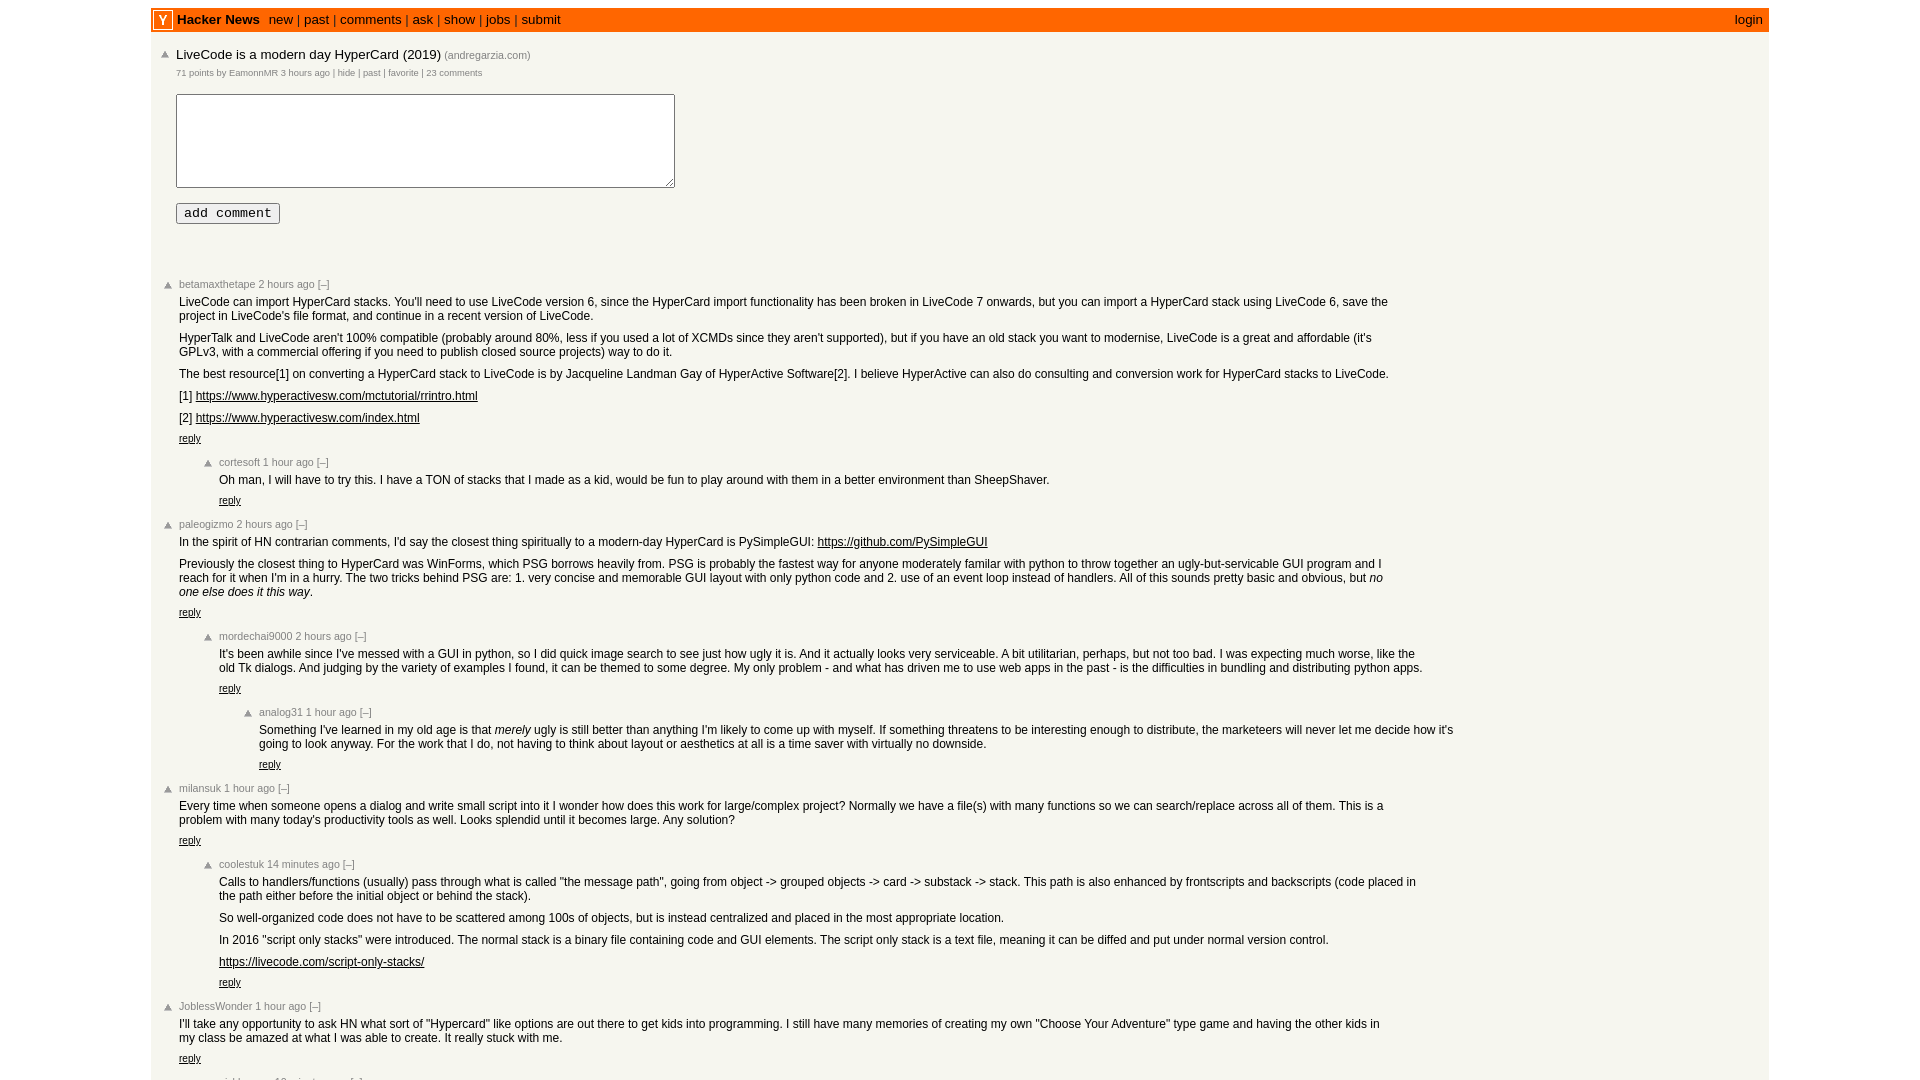 Y Hacker News new | past | comments | ask | show | jobs | submit login
LiveCode is a modern day HyperCard (2019) (andregarzia.com)
71 points by EamonnMR 3 hours ago | hide | past | favorite | 23 comments
add comment
betamaxthetape 2 hours ago [–]
LiveCode can import HyperCard stacks. You'll need to use LiveCode version 6, since the HyperCard import functionality has been broken in LiveCode 7 onwards, but you can import a HyperCard stack using LiveCode 6, save the
project in LiveCode's file format, and continue in a recent version of LiveCode.
HyperTalk and LiveCode aren't 100% compatible (probably around 80%, less if you used a lot of XCMDs since they aren't supported), but if you have an old stack you want to modernise, LiveCode is a great and affordable (it's
GPLv3, with a commercial offering if you need to publish closed source projects) way to do it.
The best resource[1] on converting a HyperCard stack to LiveCode is by Jacqueline Landman Gay of HyperActive Software[2]. I believe HyperActive can also do consulting and conversion work for HyperCard stacks to LiveCode.
[1] https://www.hyperactivesw.com/mctutorial/rrintro.html
[2] https://www.hyperactivesw.com/index.html
reply
cortesoft 1 hour ago [–]
Oh man, I will have to try this. I have a TON of stacks that I made as a kid, would be fun to play around with them in a better environment than SheepShaver.
reply
paleogizmo 2 hours ago [–]
In the spirit of HN contrarian comments, I'd say the closest thing spiritually to a modern-day HyperCard is PySimpleGUI: https://github.com/PySimpleGUI
Previously the closest thing to HyperCard was WinForms, which PSG borrows heavily from. PSG is probably the fastest way for anyone moderately familar with python to throw together an ugly-but-servicable GUI program and I
reach for it when I'm in a hurry. The two tricks behind PSG are: 1. very concise and memorable GUI layout with only python code and 2. use of an event loop instead of handlers. All of this sounds pretty basic and obvious, but no
one else does it this way.
reply
mordechai9000 2 hours ago [–]
It's been awhile since I've messed with a GUI in python, so I did quick image search to see just how ugly it is. And it actually looks very serviceable. A bit utilitarian, perhaps, but not too bad. I was expecting much worse, like the
old Tk dialogs. And judging by the variety of examples I found, it can be themed to some degree. My only problem - and what has driven me to use web apps in the past - is the difficulties in bundling and distributing python apps.
reply
analog31 1 hour ago [–]
Something I've learned in my old age is that merely ugly is still better than anything I'm likely to come up with myself. If something threatens to be interesting enough to distribute, the marketeers will never let me decide how it's
going to look anyway. For the work that I do, not having to think about layout or aesthetics at all is a time saver with virtually no downside.
reply
milansuk 1 hour ago [–]
Every time when someone opens a dialog and write small script into it I wonder how does this work for large/complex project? Normally we have a file(s) with many functions so we can search/replace across all of them. This is a
problem with many today's productivity tools as well. Looks splendid until it becomes large. Any solution?
reply
coolestuk 14 minutes ago [–]
Calls to handlers/functions (usually) pass through what is called "the message path", going from object -> grouped objects -> card -> substack -> stack. This path is also enhanced by frontscripts and backscripts (code placed in
the path either before the initial object or behind the stack).
So well-organized code does not have to be scattered among 100s of objects, but is instead centralized and placed in the most appropriate location.
In 2016 "script only stacks" were introduced. The normal stack is a binary file containing code and GUI elements. The script only stack is a text file, meaning it can be diffed and put under normal version control.
https://livecode.com/script-only-stacks/
reply
JoblessWonder 1 hour ago [–]
I'll take any opportunity to ask HN what sort of "Hypercard" like options are out there to get kids into programming. I still have many memories of creating my own "Choose Your Adventure" type game and having the other kids in
my class be amazed at what I was able to create. It really stuck with me.
reply